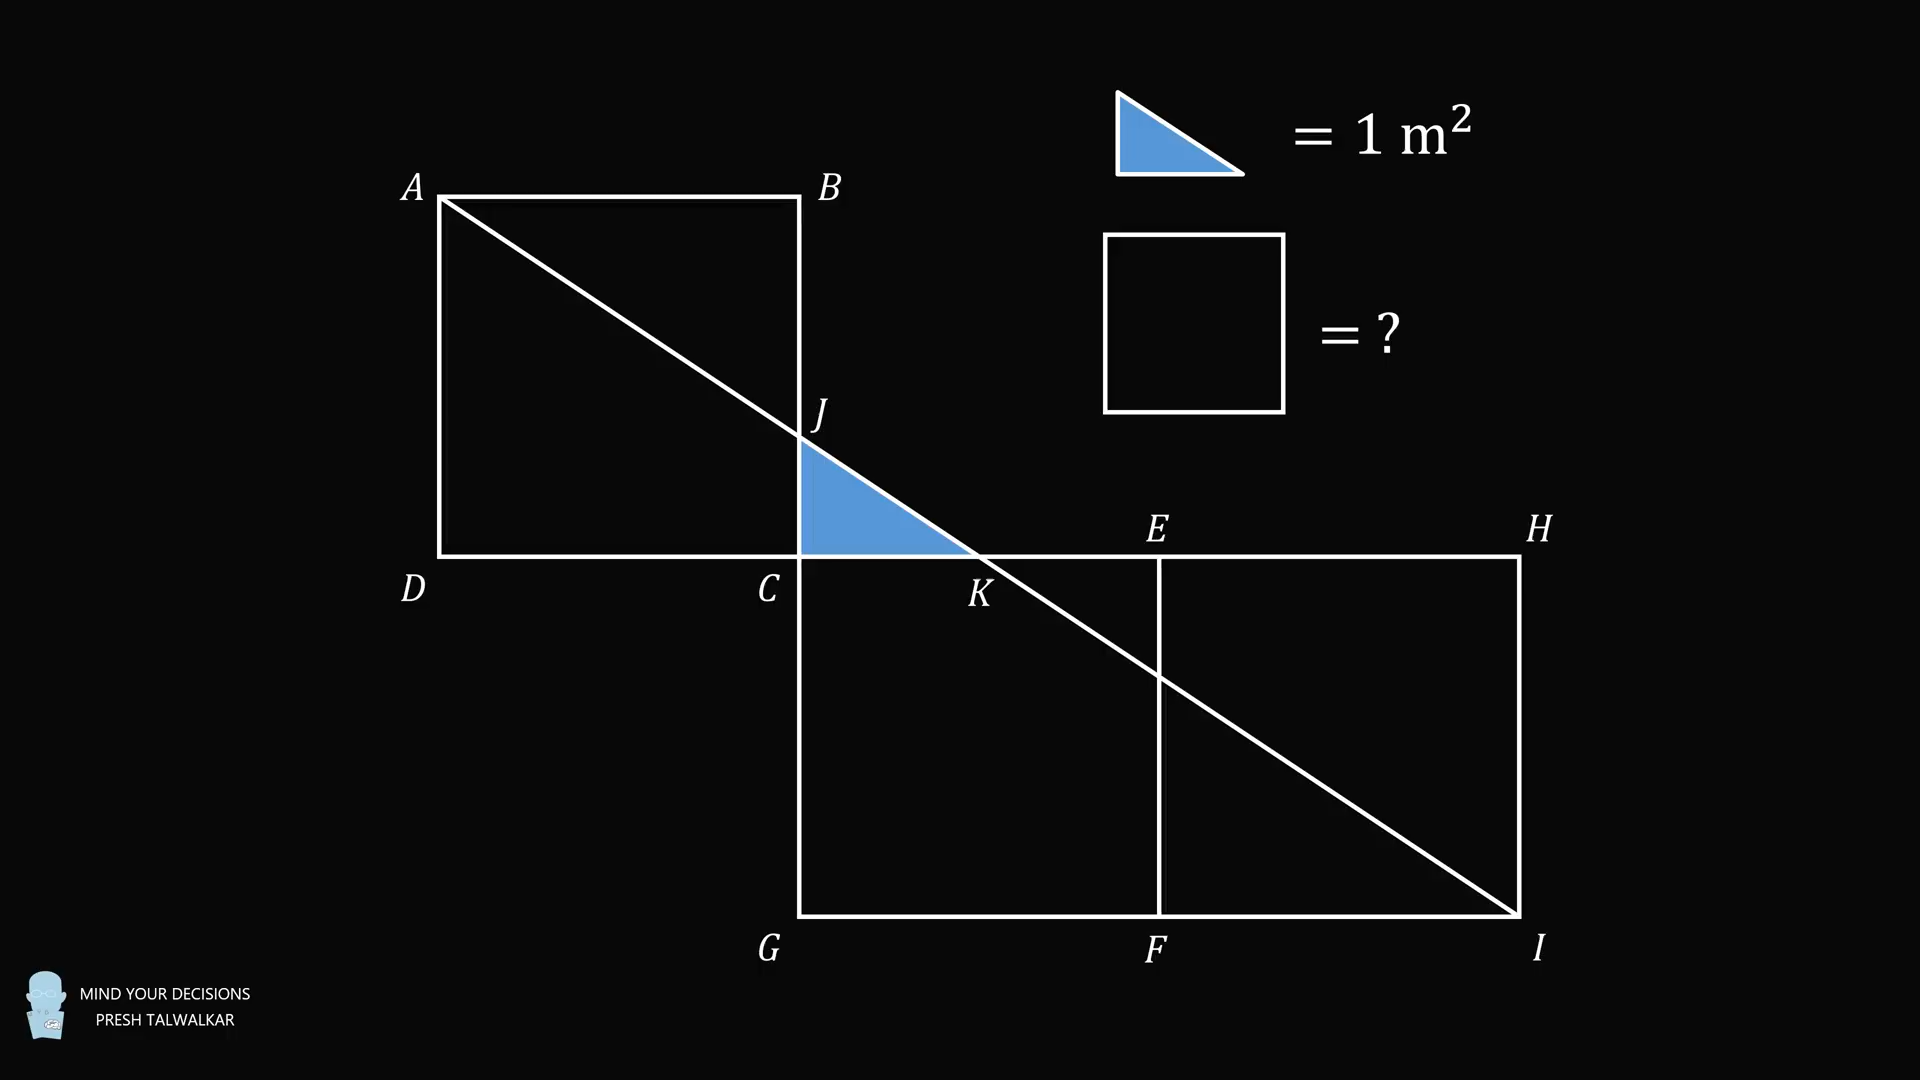 = 1 m²
A
B
= ?
J
E
H
D
C
K
G
F
I
MIND YOUR DECISIONS
PRESH TALWALKAR